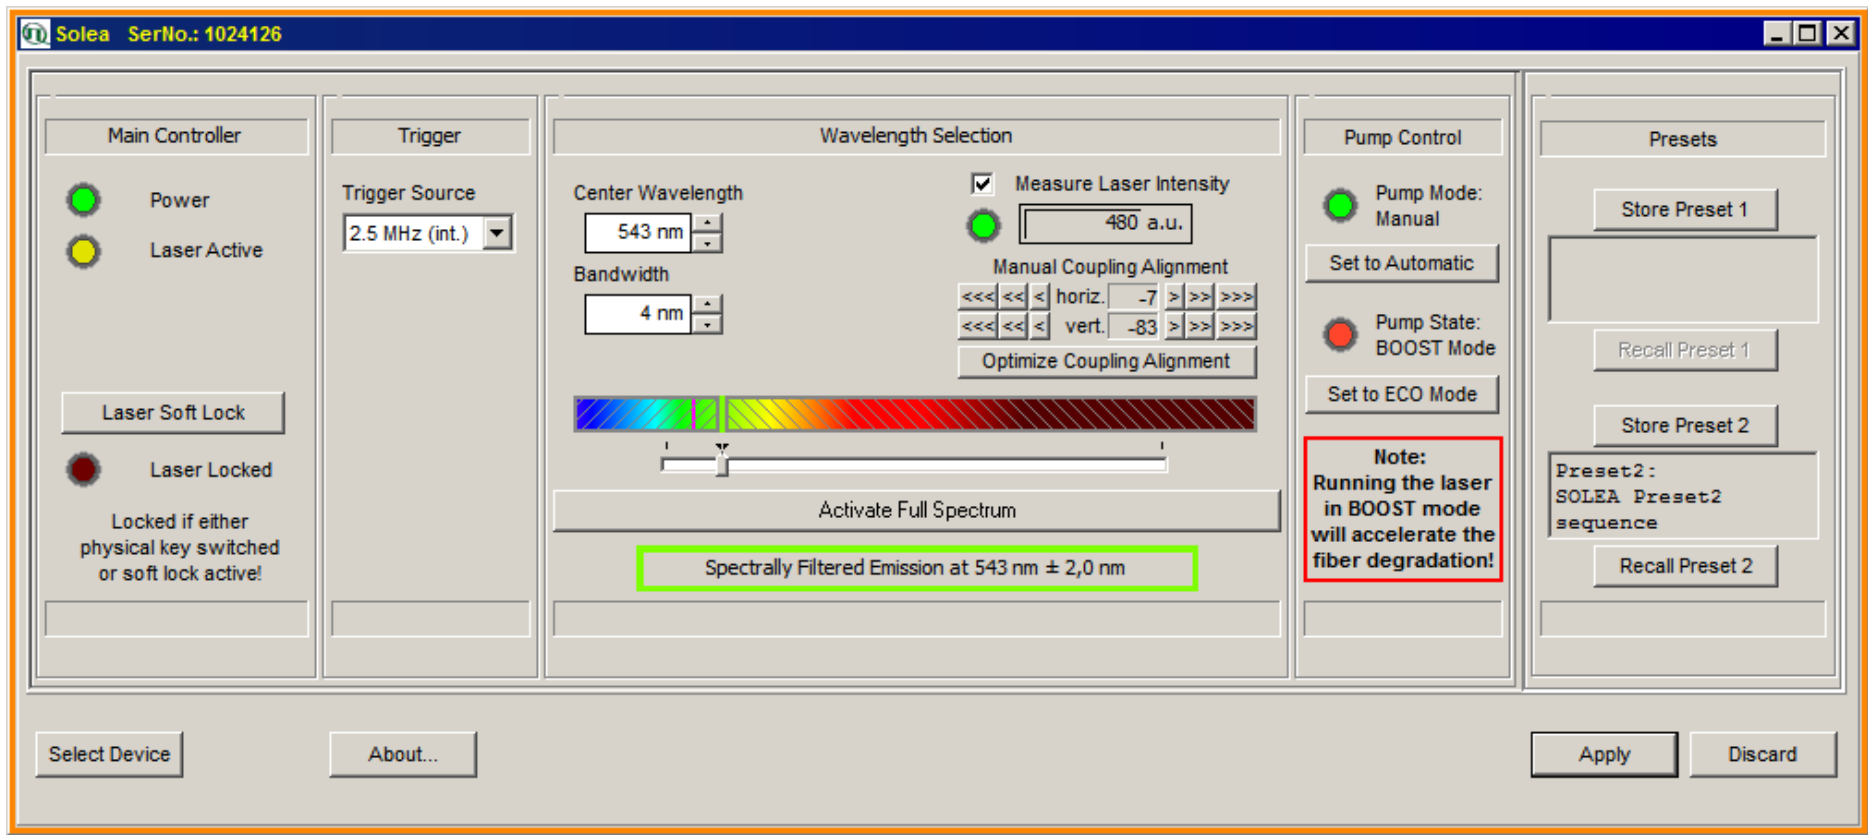 Solea SerNo.: 1024126
Main Controller
Power
Laser Active
Laser Soft Lock
Laser Locked
Locked if either
physical key switched
or soft lock active!
Trigger
Trigger Source
2.5 MHz (int.)
Wavelength Selection
Center Wavelength
543 nm
Bandwidth
4 nm
Measure Laser Intensity
480 a.u.
Manual Coupling Alignment
<<< << < horiz. -7 > >> >>>
<<< << < vert. -83 > >> >>>
Optimize Coupling Alignment
Activate Full Spectrum
Spectrally Filtered Emission at 543 nm ± 2,0 nm
Pump Control
Pump Mode:
Manual
Set to Automatic
Pump State:
BOOST Mode
Set to ECO Mode
Note:
Running the laser
in BOOST mode
will accelerate the
fiber degradation!
Presets
Store Preset 1
Recall Preset 1
Store Preset 2
Preset2:
SOLEA Preset2
sequence
Recall Preset 2
Select Device
About...
Apply
Discard